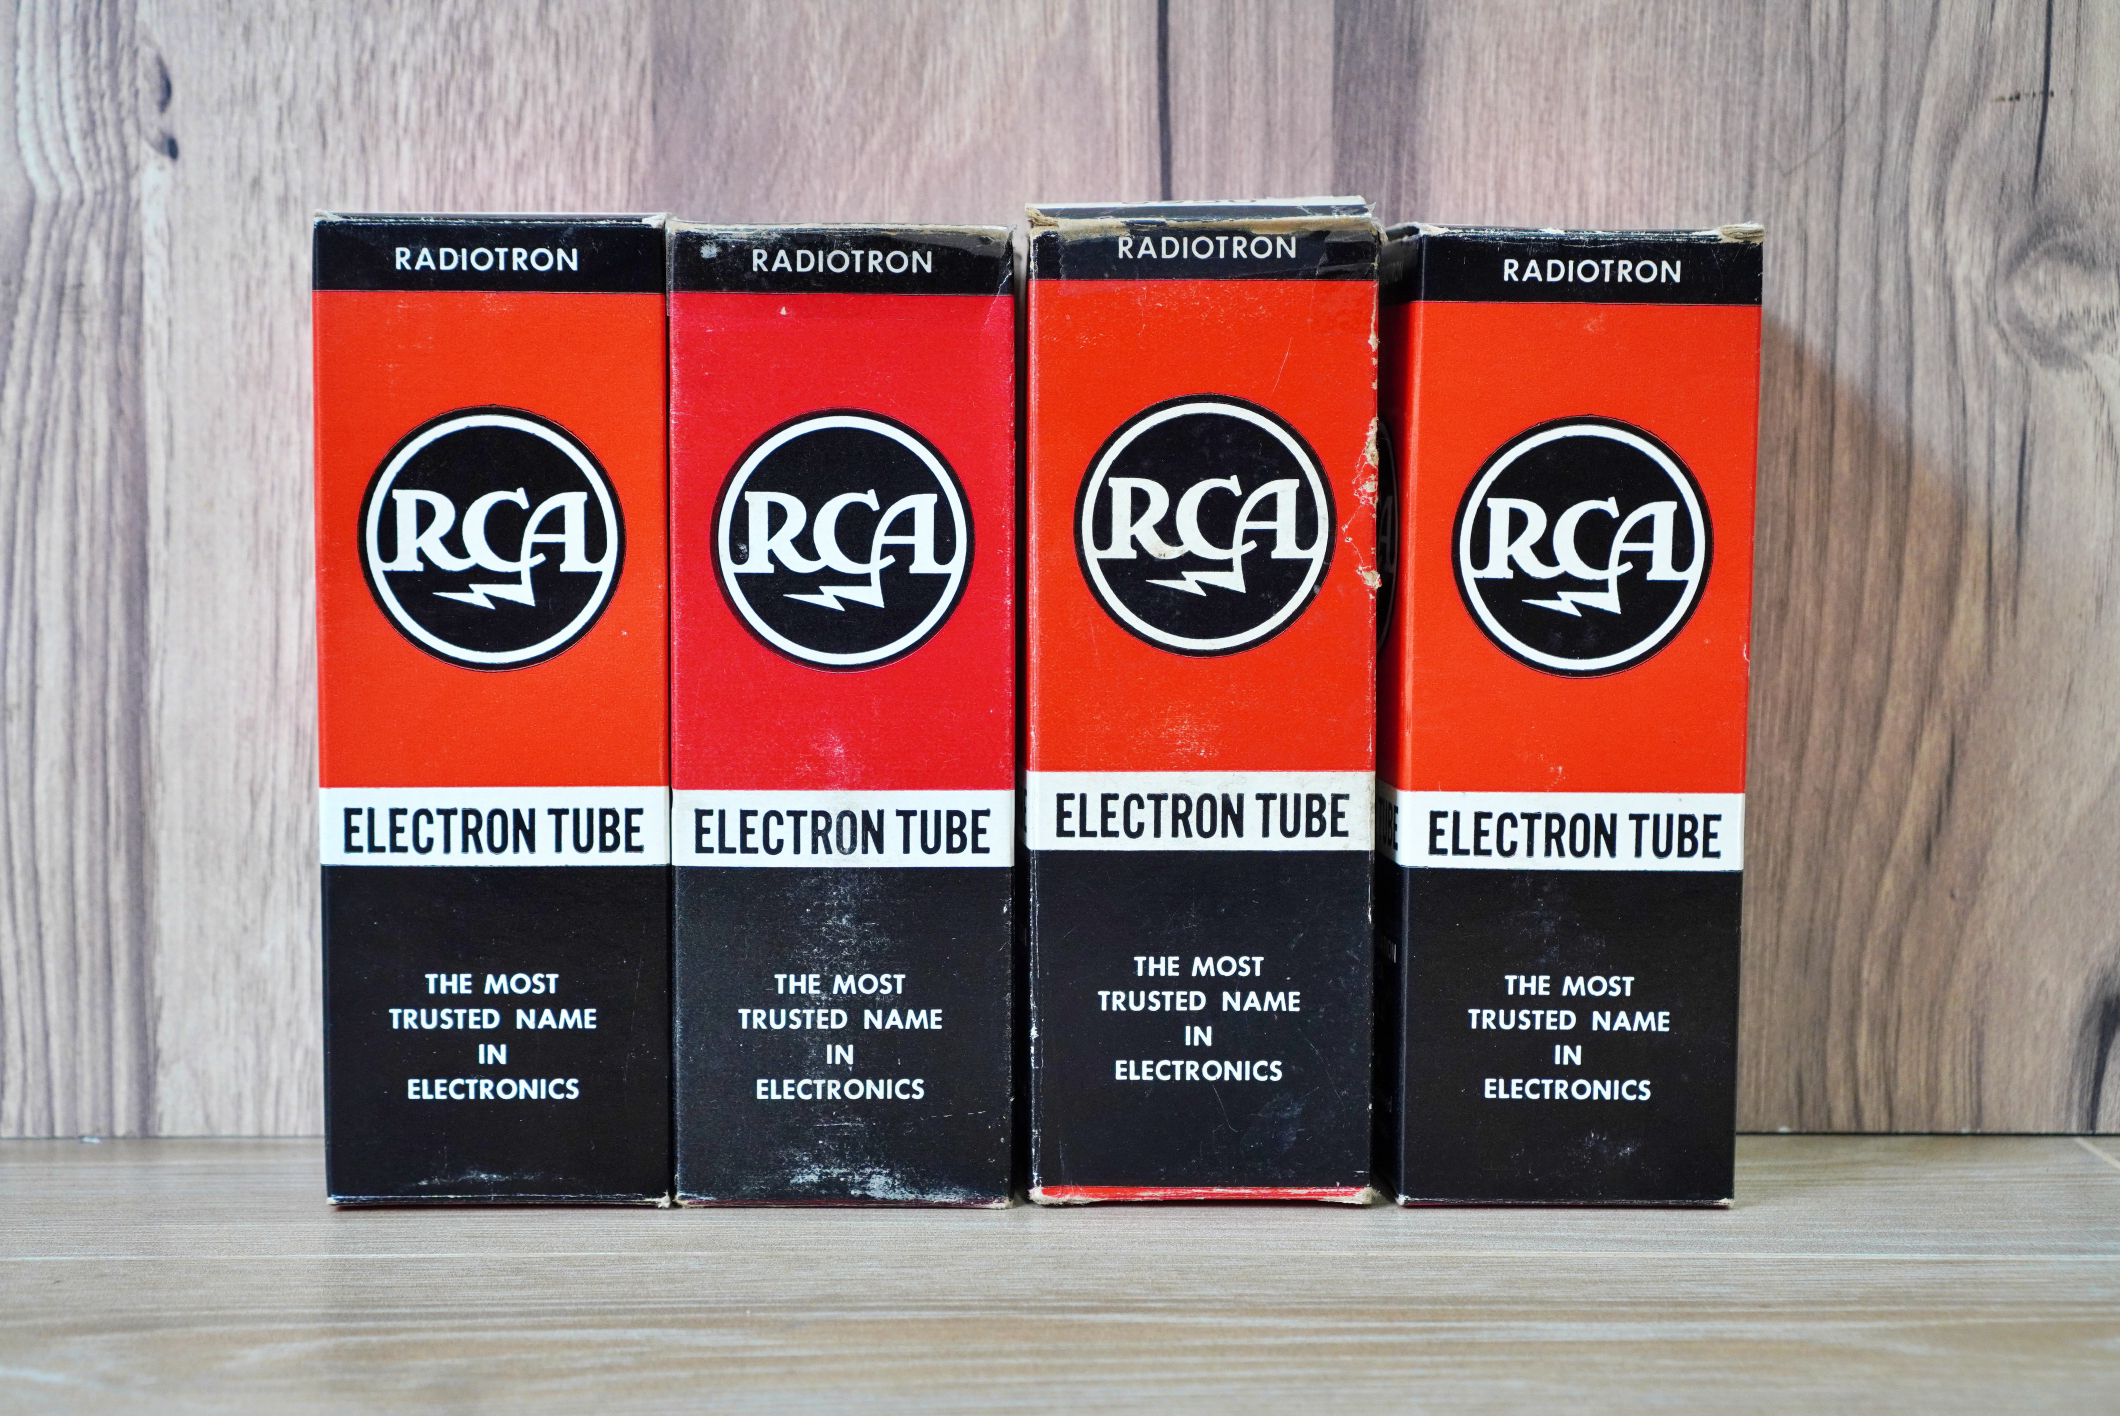 RADIOTRON
RCA
ELECTRON TUBE
THE MOST
TRUSTED NAME
IN
ELECTRONICS
RADIOTRON
RCA
ELECTRON TUBE
THE MOST
TRUSTED NAME
IN
ELECTRONICS
RADIOTRON
RCA
ELECTRON TUBE
THE MOST
TRUSTED NAME
IN
ELECTRONICS
RADIOTRON
RCA
ELECTRON TUBE
THE MOST
TRUSTED NAME
IN
ELECTRONICS